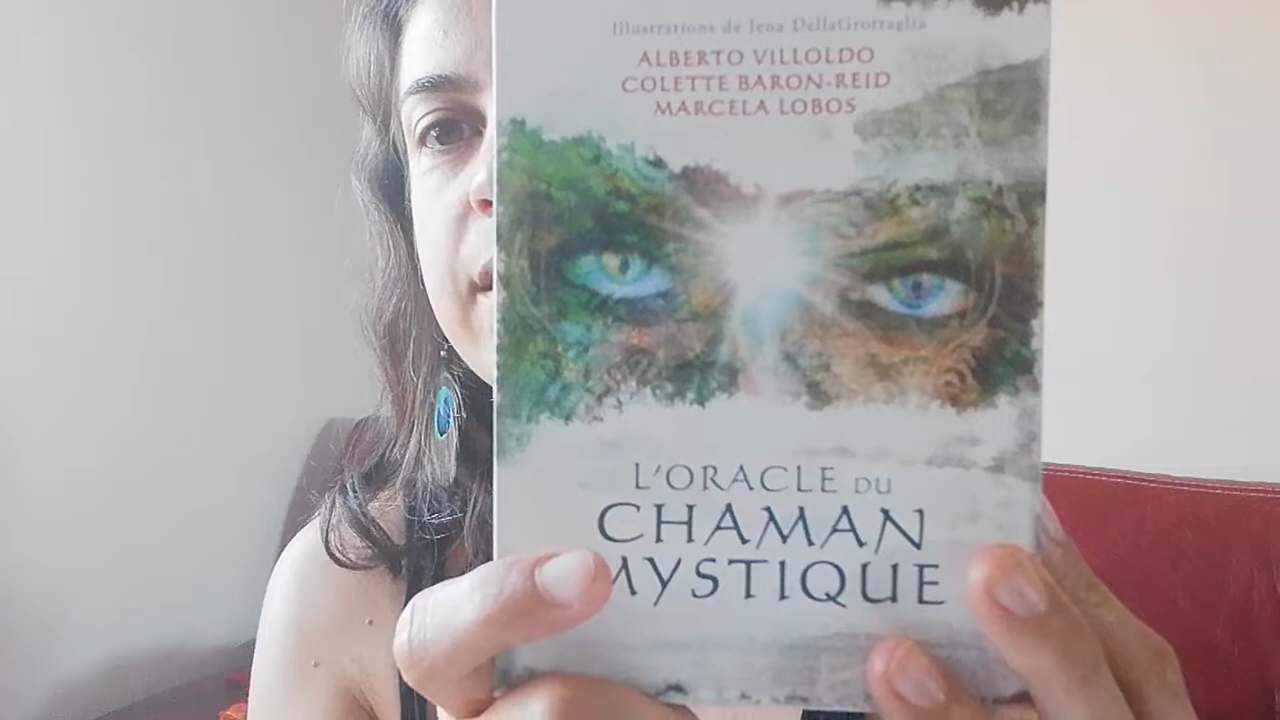 Illustrations de Jena DellaGrottaglia
ALBERTO VILLOLDO
COLETTE BARON-REID
MARCELA LOBOS
L'ORACLE DU
CHAMAN
MYSTIQUE